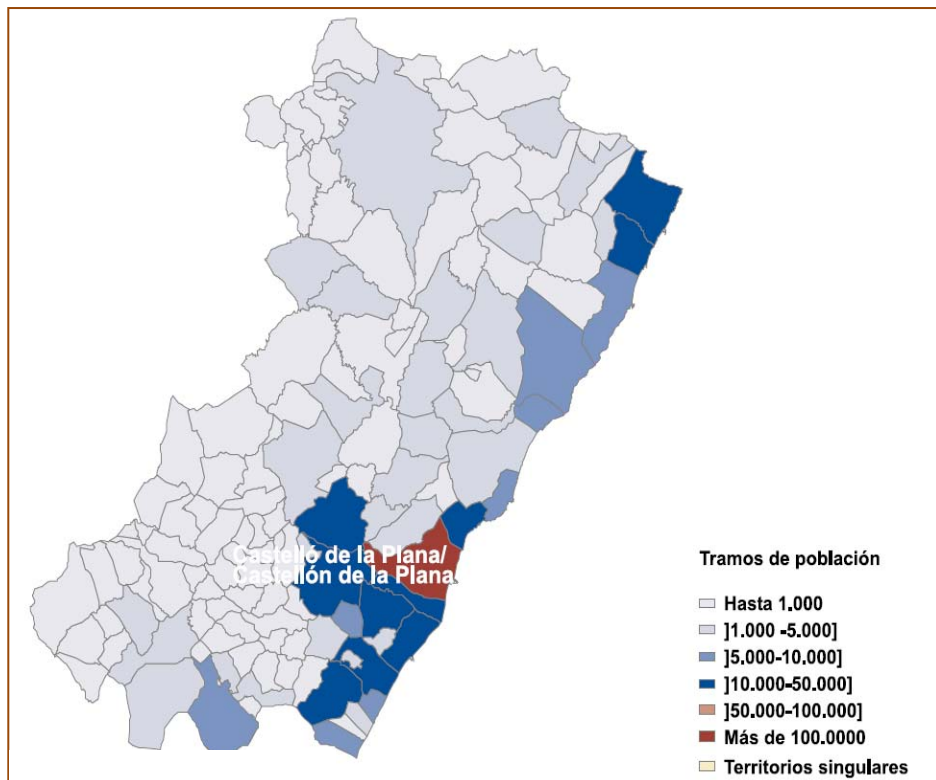 Castelló de la Plana/
Castellón de la Plana
Tramos de población
Hasta 1.000
]1.000 -5.000]
]5.000-10.000]
]10.000-50.000]
]50.000-100.000]
Más de 100.0000
Territorios singulares